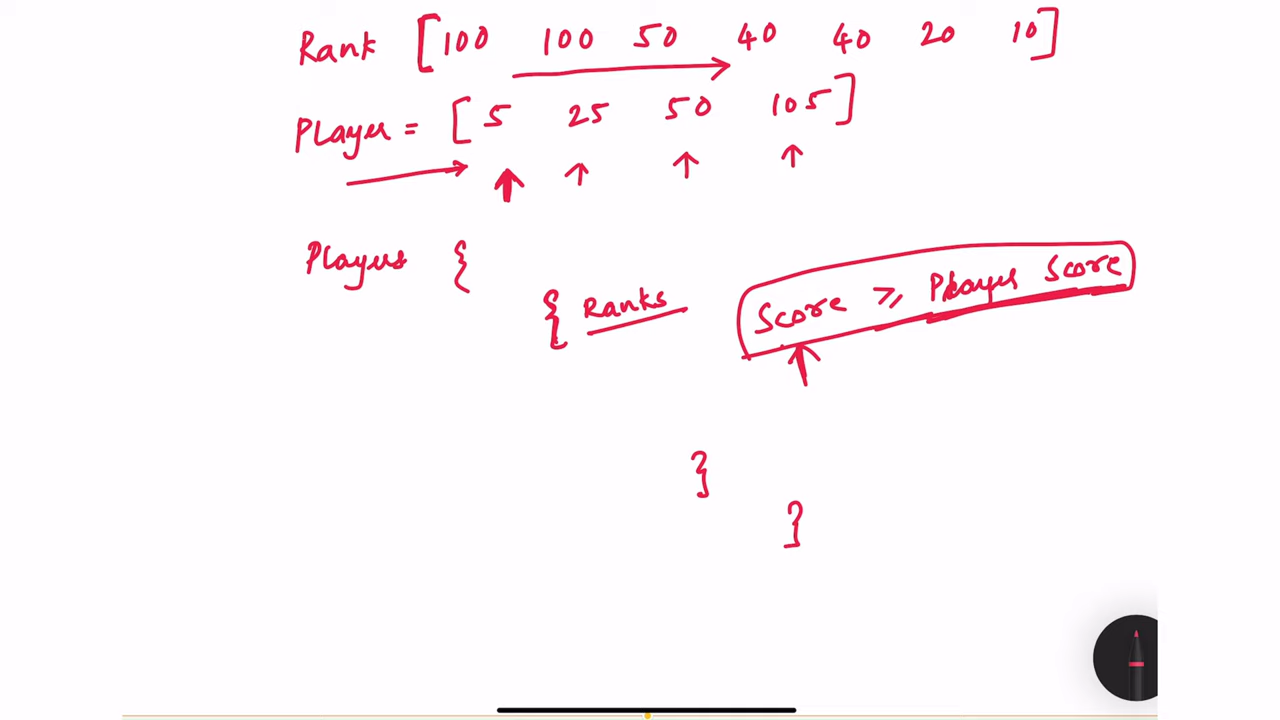 Rank [100 100 50 40 40 20 10]
Player = [5 25 50 105]
Players {
{ Ranks Score ⩾ Player Score
}
}